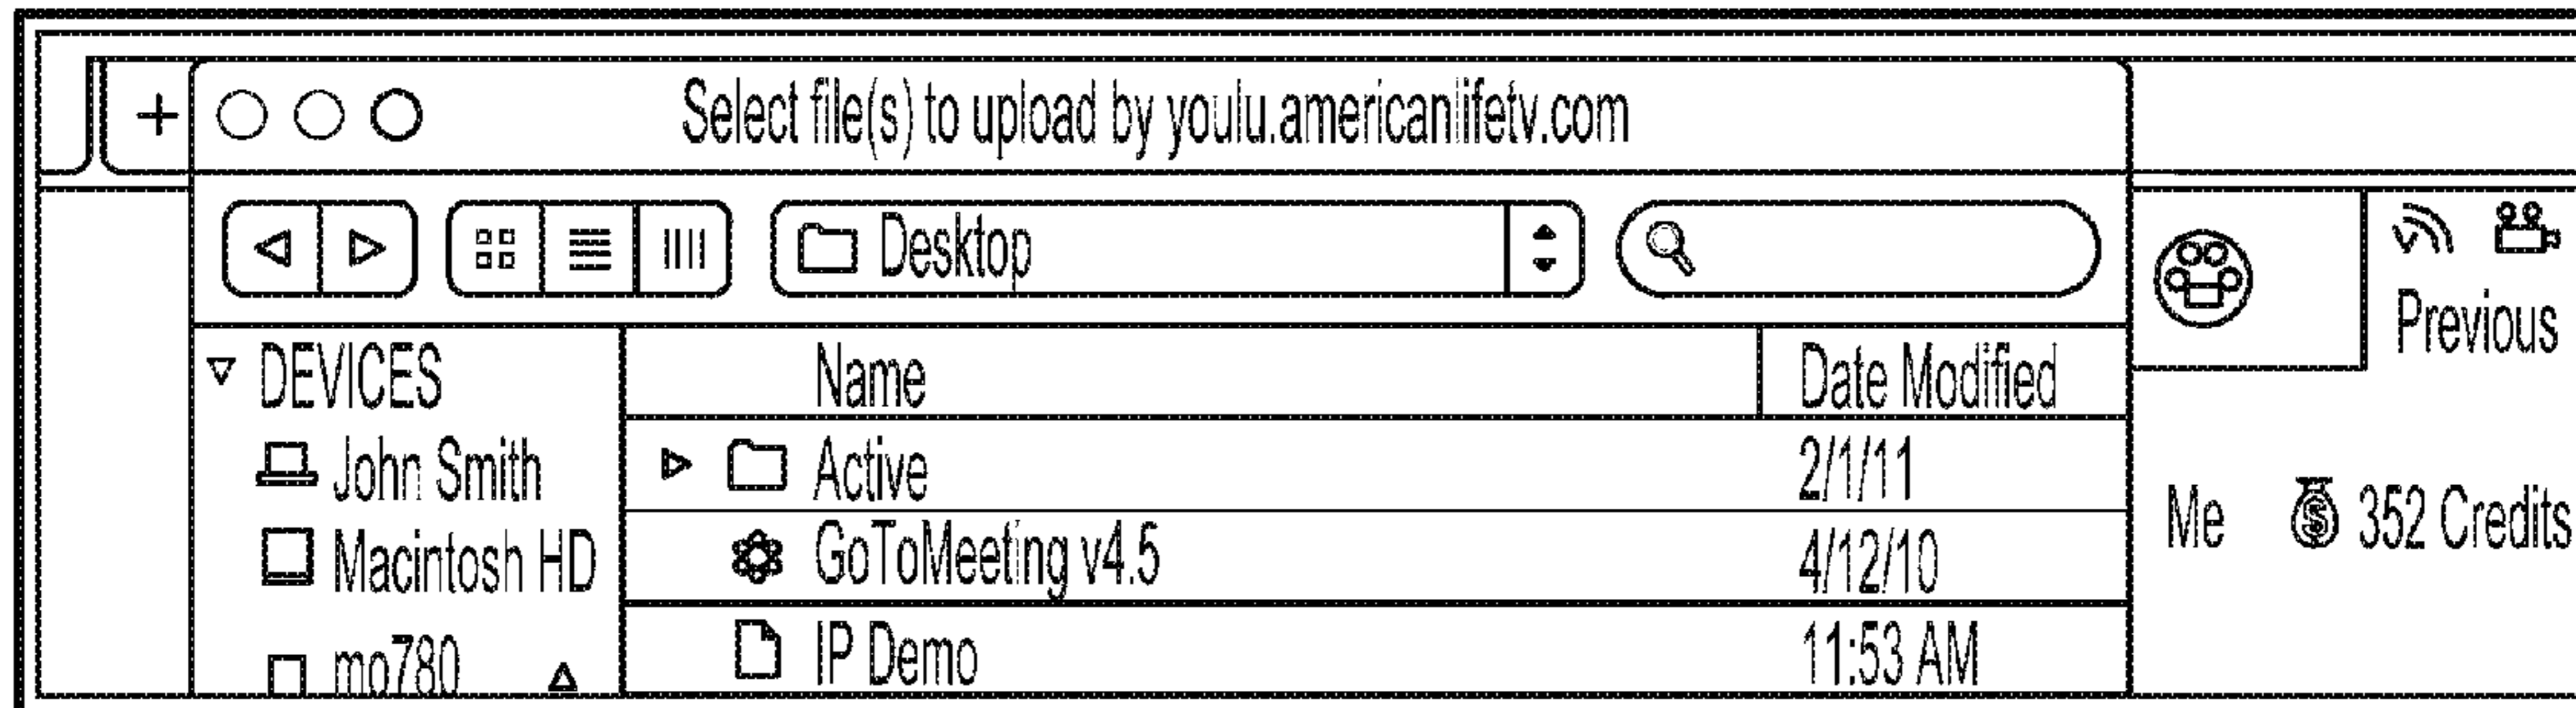 + Select file(s) to upload by youlu.americanlifetv.com
Desktop
Previous
DEVICES Name Date Modified
John Smith Active 2/1/11
Me 352 Credits
Macintosh HD GoToMeeting v4.5 4/12/10
mo780 IP Demo 11:53 AM